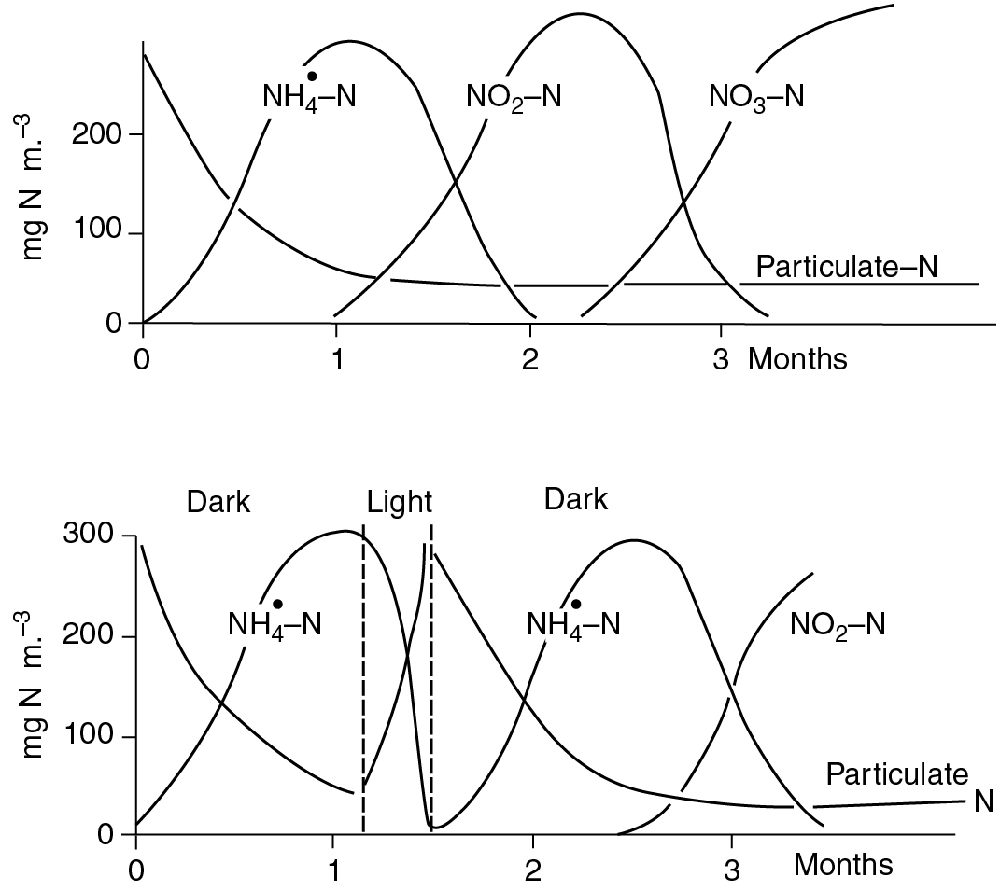 NH₄–N NO₂–N NO₃–N
200
100
0
mg N m.⁻³
Particulate–N
0 1 2 3 Months
Dark Light Dark
300
200
100
0
mg N m.⁻³
NH₄–N NH₄–N NO₂–N
Particulate
N
0 1 2 3 Months